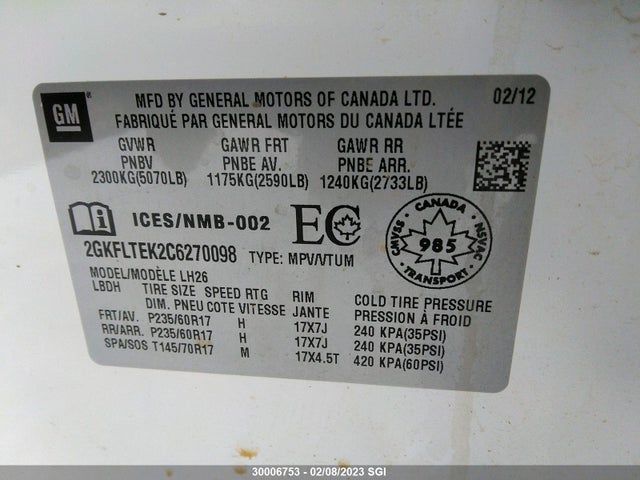 GM
MFD BY GENERAL MOTORS OF CANADA LTD. 02/12
FABRIQUÉ PAR GENERAL MOTORS DU CANADA LTÉE
GVWR GAWR FRT GAWR RR
PNBV PNBE AV. PNBE ARR.
2300KG(5070LB) 1175KG(2590LB) 1240KG(2733LB)
ICES/NMB-002 EC
CANADA
CMVSS 985 NSVAC
TRANSPORT
2GKFLTEK2C6270098 TYPE: MPV/VTUM
MODEL/MODÈLE LH26
LBDH TIRE SIZE SPEED RTG RIM COLD TIRE PRESSURE
DIM. PNEU COTE VITESSE JANTE PRESSION À FROID
FRT/AV. P235/60R17 H 17X7J 240 KPA(35PSI)
RR/ARR. P235/60R17 H 17X7J 240 KPA(35PSI)
SPA/SOS T145/70R17 M 17X4.5T 420 KPA(60PSI)
30006753 - 02/08/2023 SGI